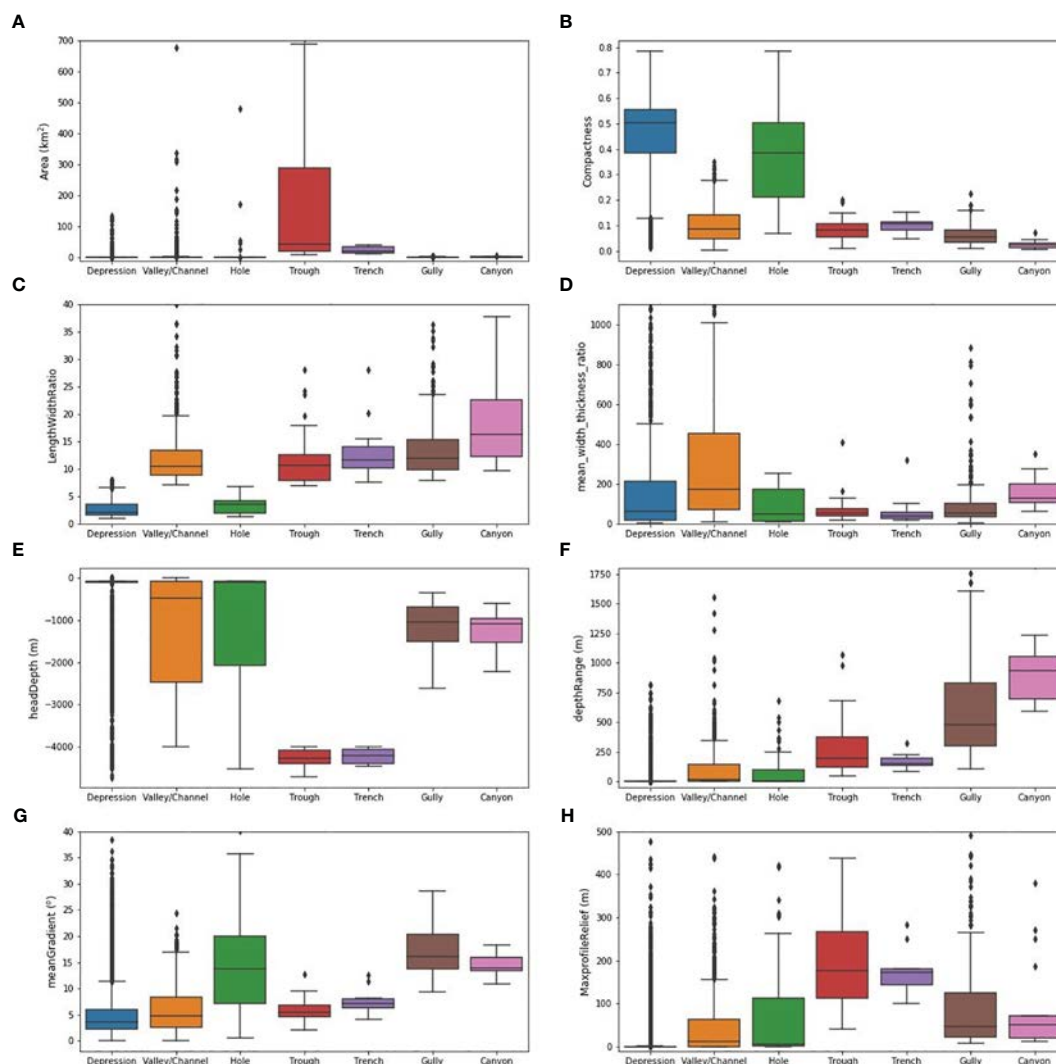 A
Area (km²)
700
600
500
400
300
200
100
0
Depression Valley/Channel Hole Trough Trench Gully Canyon
B
Compactness
0.8
0.7
0.6
0.5
0.4
0.3
0.2
0.1
0.0
Depression Valley/Channel Hole Trough Trench Gully Canyon
C
LengthWidthRatio
40
35
30
25
20
15
10
5
0
Depression Valley/Channel Hole Trough Trench Gully Canyon
D
mean_width_thickness_ratio
1000
800
600
400
200
0
Depression Valley/Channel Hole Trough Trench Gully Canyon
E
headDepth (m)
0
−1000
−2000
−3000
−4000
Depression Valley/Channel Hole Trough Trench Gully Canyon
F
depthRange (m)
1750
1500
1250
1000
750
500
250
0
Depression Valley/Channel Hole Trough Trench Gully Canyon
G
meanGradient (°)
40
35
30
25
20
15
10
5
0
Depression Valley/Channel Hole Trough Trench Gully Canyon
H
MaxprofileRelief (m)
500
400
300
200
100
0
Depression Valley/Channel Hole Trough Trench Gully Canyon